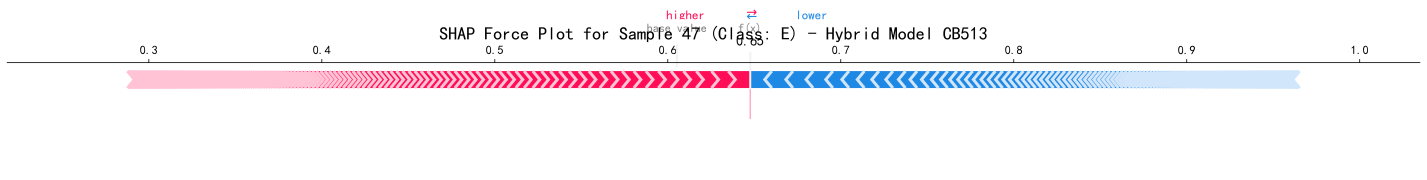 higher ⇄ lower
base value f(x)
SHAP Force Plot for Sample 47 (Class: E) - Hybrid Model CB513
0.65
0.3 0.4 0.5 0.6 0.7 0.8 0.9 1.0